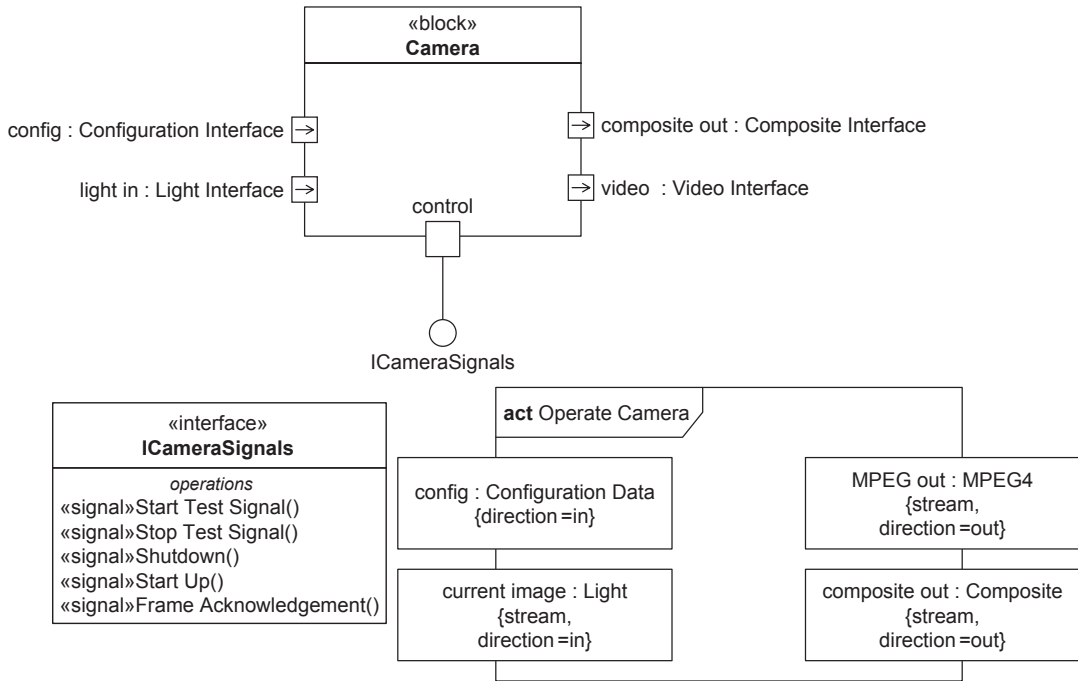 «block»
Camera
config : Configuration Interface
composite out : Composite Interface
light in : Light Interface
video : Video Interface
control
ICameraSignals
«interface»
ICameraSignals
operations
«signal»Start Test Signal()
«signal»Stop Test Signal()
«signal»Shutdown()
«signal»Start Up()
«signal»Frame Acknowledgement()
act Operate Camera
config : Configuration Data
{direction =in}
MPEG out : MPEG4
{stream,
direction =out}
current image : Light
{stream,
direction =in}
composite out : Composite
{stream,
direction =out}